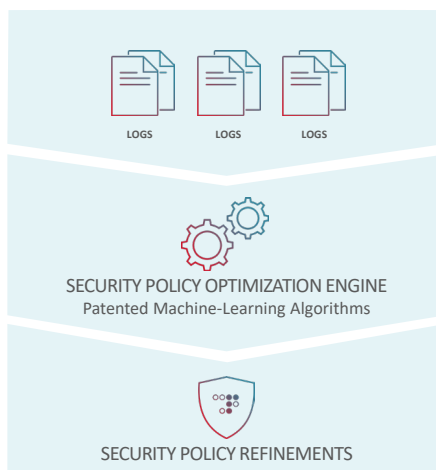 LOGS LOGS LOGS
SECURITY POLICY OPTIMIZATION ENGINE
Patented Machine-Learning Algorithms
SECURITY POLICY REFINEMENTS